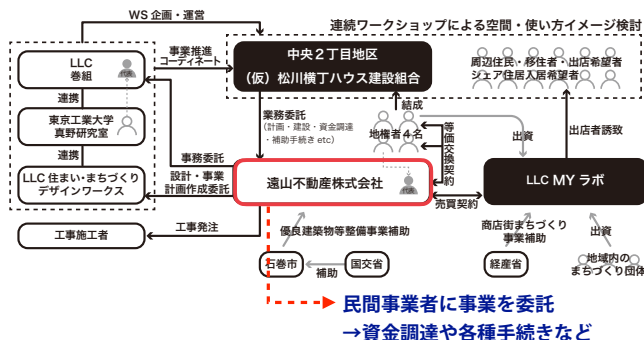 WS 企画・運営
連続ワークショップによる空間・使い方イメージ検討
LLC
巻組
代表
事業推進
コーディネート
中央２丁目地区
（仮）松川横丁ハウス建設組合
周辺住民・移住者・出店希望者
シェア住居入居希望者
連携
東京工業大学
真野研究室
連携
LLC 住まい・まちづくり
デザインワークス
業務委託
（計画・建設・資金調達
・補助手続き etc）
結成
地権者４名
等価交換契約
出資
出店者誘致
事務委託
設計・事業
計画作成委託
遠山不動産株式会社
代表
売買契約
LLC MY ラボ
工事施工者
工事発注
優良建築物等整備事業補助
石巻市
補助
国交省
商店街まちづくり
事業補助
経産省
出資
地域内の
まちづくり団体
民間事業者に事業を委託
→資金調達や各種手続きなど